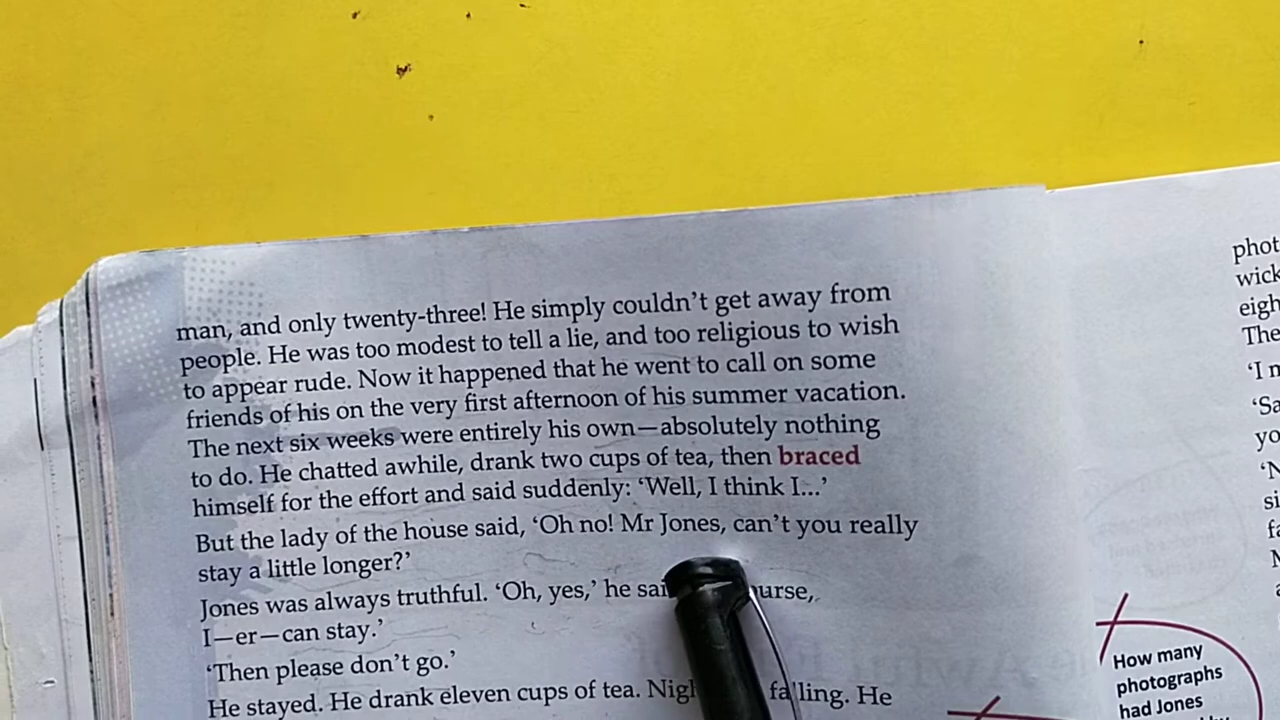 man, and only twenty-three! He simply couldn't get away from
people. He was too modest to tell a lie, and too religious to wish
to appear rude. Now it happened that he went to call on some
friends of his on the very first afternoon of his summer vacation.
The next six weeks were entirely his own—absolutely nothing
to do. He chatted awhile, drank two cups of tea, then braced
himself for the effort and said suddenly: 'Well, I think I...'
But the lady of the house said, 'Oh no! Mr Jones, can't you really
stay a little longer?'
Jones was always truthful. 'Oh, yes,' he
I—er—can stay.'
'Then please don't go.'
He stayed. He drank eleven cups of tea. falling. He
How many
photographs
had Jones